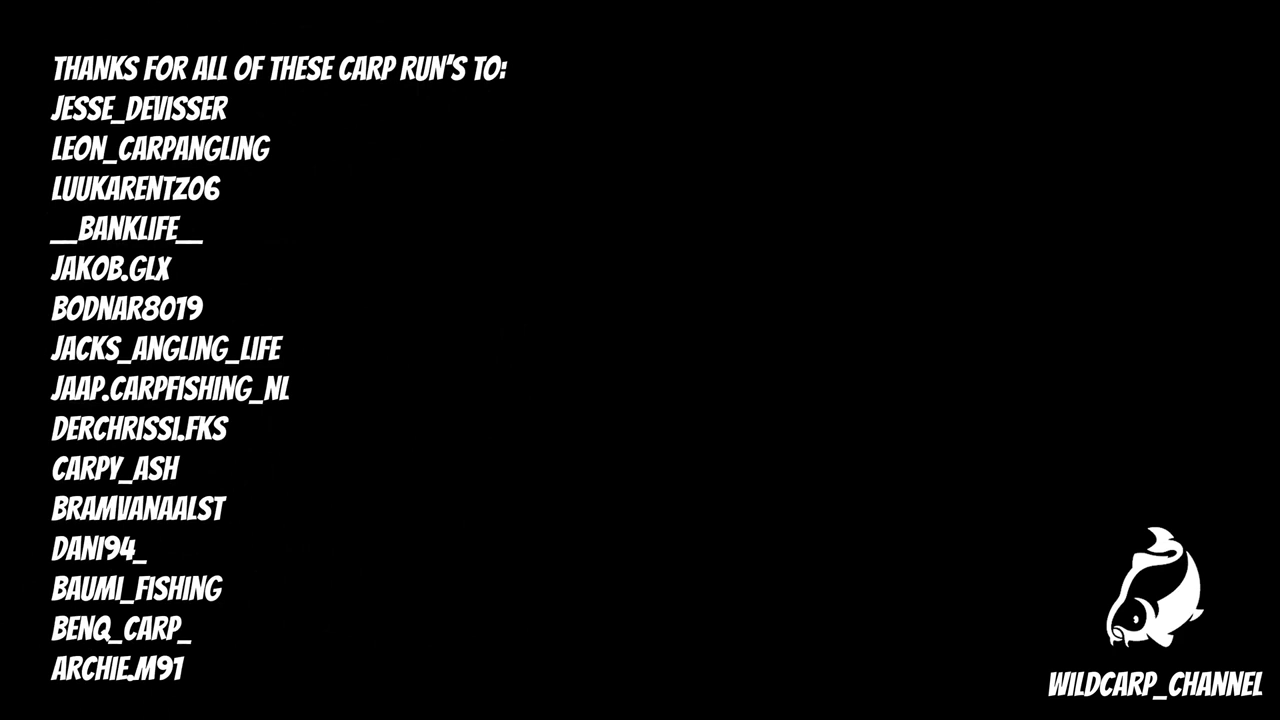 THANKS FOR ALL OF THESE CARP RUN'S TO:
JESSE_DEVISSER
LEON_CARPANGLING
LUUKARENTZ06
__BANKLIFE__
JAKOB.GLX
BODNAR8019
JACKS_ANGLING_LIFE
JAAP.CARPFISHING_NL
DERCHRISSI.FKS
CARPY_ASH
BRAMVANAALST
DANI94_
BAUMI_FISHING
BENQ_CARP_
ARCHIE.M91
WILDCARP_CHANNEL